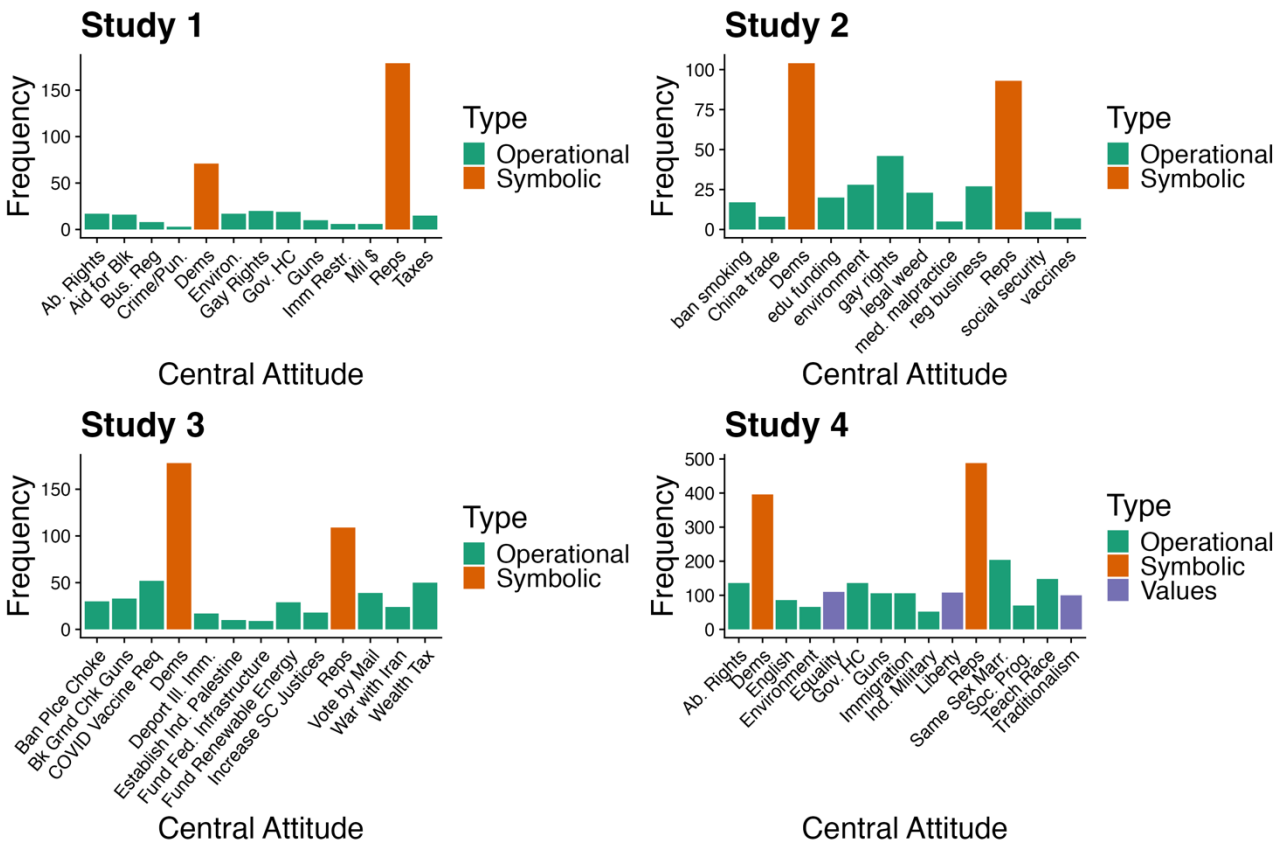 Study 1
Frequency
150
100
50
0
Ab. Rights
Aid for Blk
Bus. Reg
Crime/Pun.
Dems
Environ.
Gay Rights
Gov. HC
Guns
Imm Restr.
Mil $
Reps
Taxes
Central Attitude
Type
Operational
Symbolic
Study 2
Frequency
100
75
50
25
0
ban smoking
China trade
Dems
edu funding
environment
gay rights
legal weed
med. malpractice
reg business
Reps
social security
vaccines
Central Attitude
Type
Operational
Symbolic
Study 3
Frequency
150
100
50
0
Ban Plce Choke
Bk Grnd Chk Guns
COVID Vaccine Req
Dems
Deport Ill. Imm.
Establish Ind. Palestine
Fund Fed. Infrastructure
Fund Renewable Energy
Increase SC Justices
Reps
Vote by Mail
War with Iran
Wealth Tax
Central Attitude
Type
Operational
Symbolic
Study 4
Frequency
500
400
300
200
100
0
Ab. Rights
Dems
English
Environment
Equality
Gov. HC
Guns
Immigration
Ind. Military
Liberty
Reps
Same Sex Marr.
Soc. Prog.
Teach Race
Traditionalism
Central Attitude
Type
Operational
Symbolic
Values